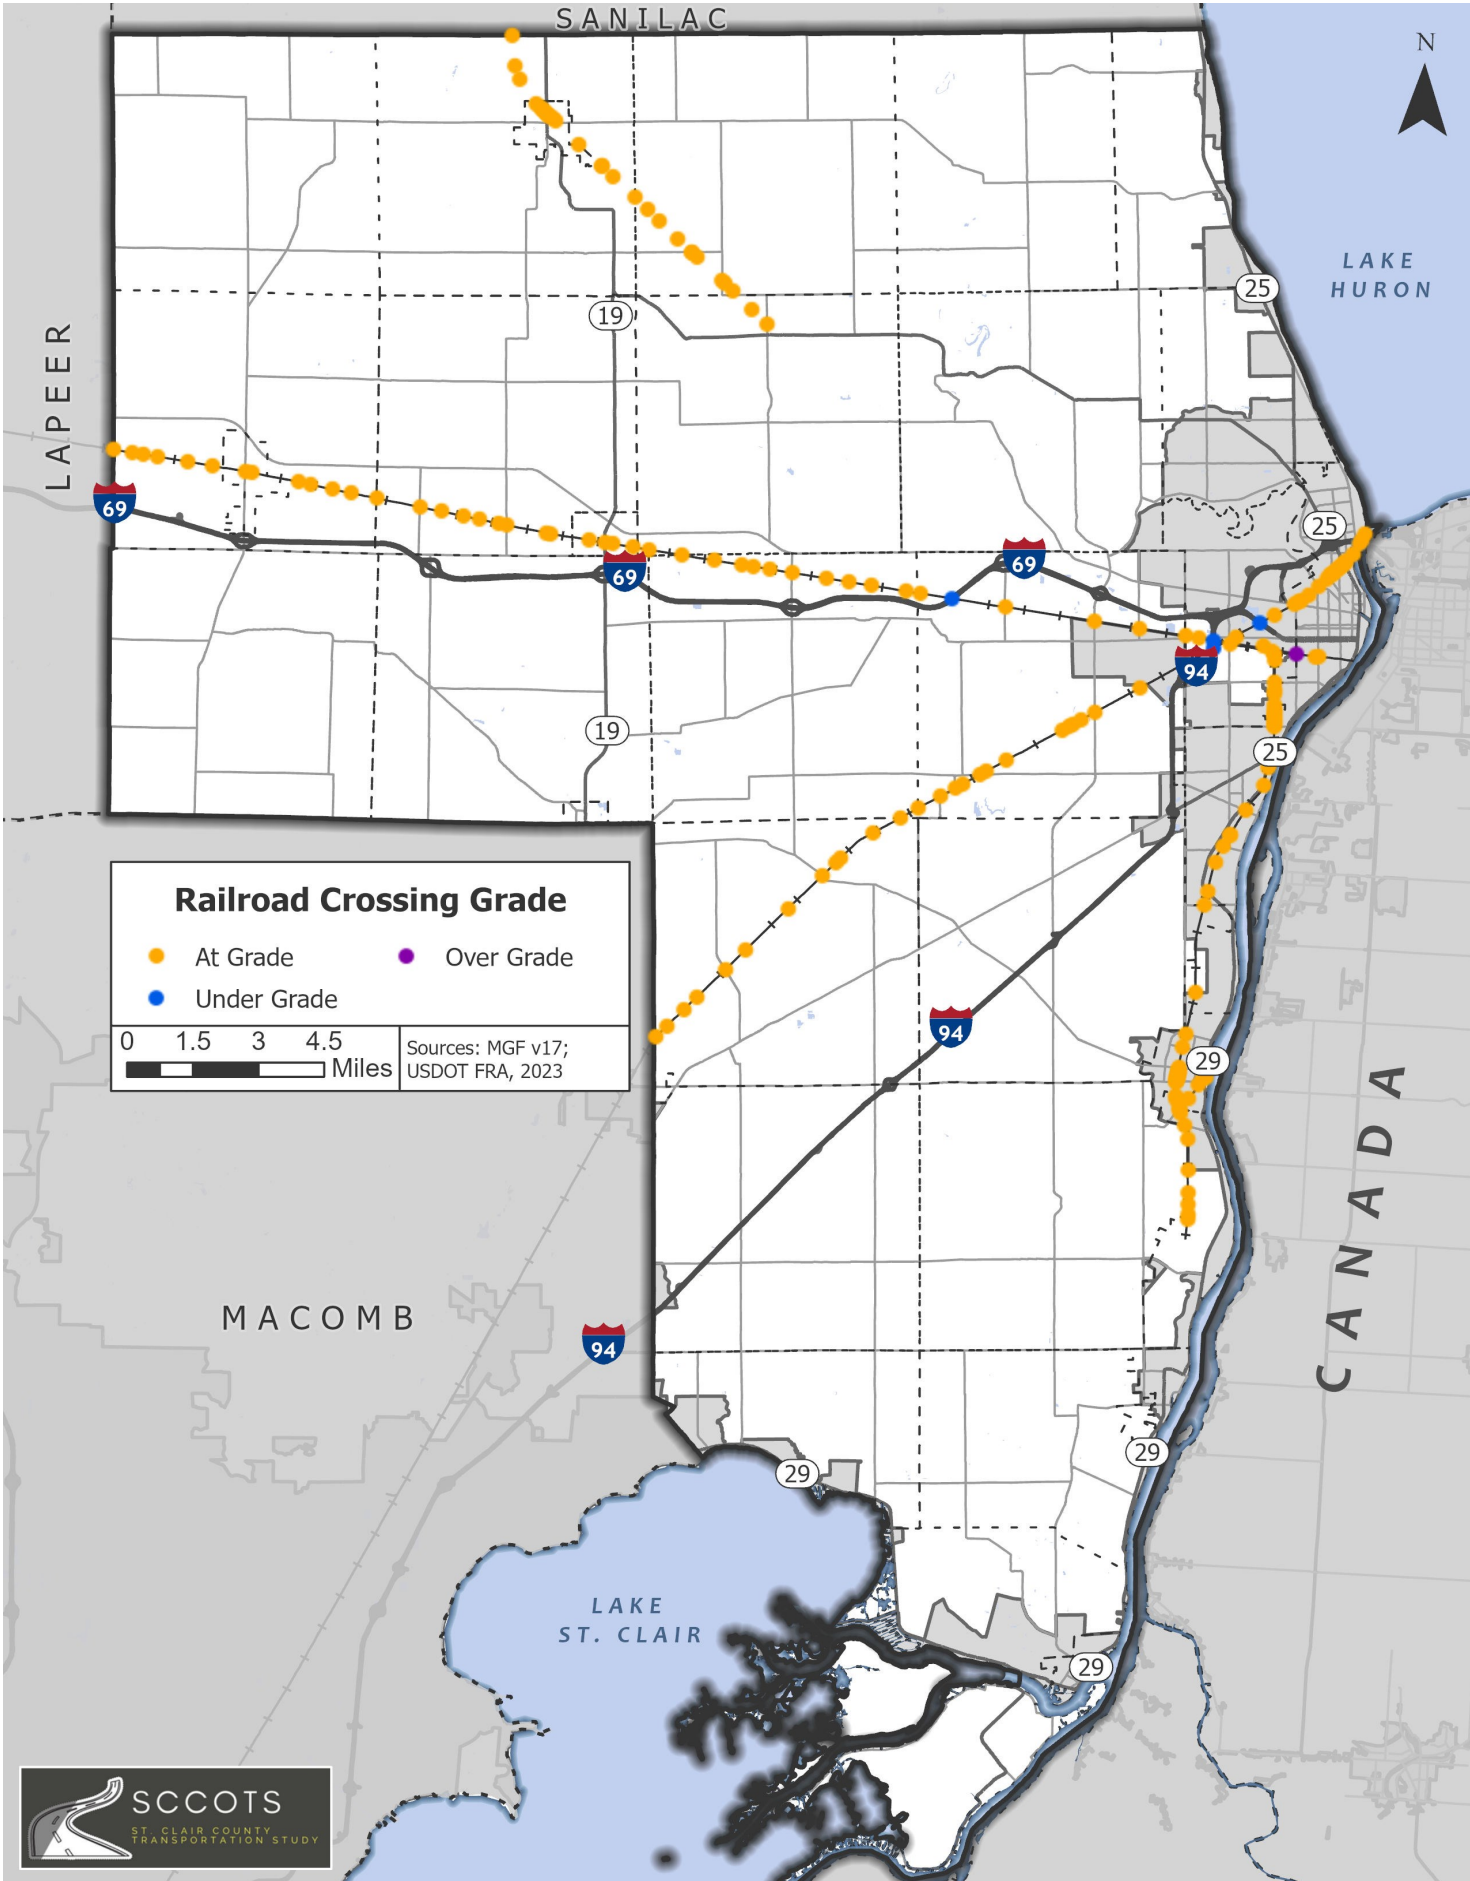 SANILAC
N
LAKE
HURON
25
19
LAPEER
69
25
69
69
94
19
25
Railroad Crossing Grade
At Grade
Over Grade
Under Grade
0 1.5 3 4.5
Miles
Sources: MGF v17;
USDOT FRA, 2023
94
29
CANADA
MACOMB
94
29
29
LAKE
ST. CLAIR
29
SCCOTS
ST. CLAIR COUNTY
TRANSPORTATION STUDY